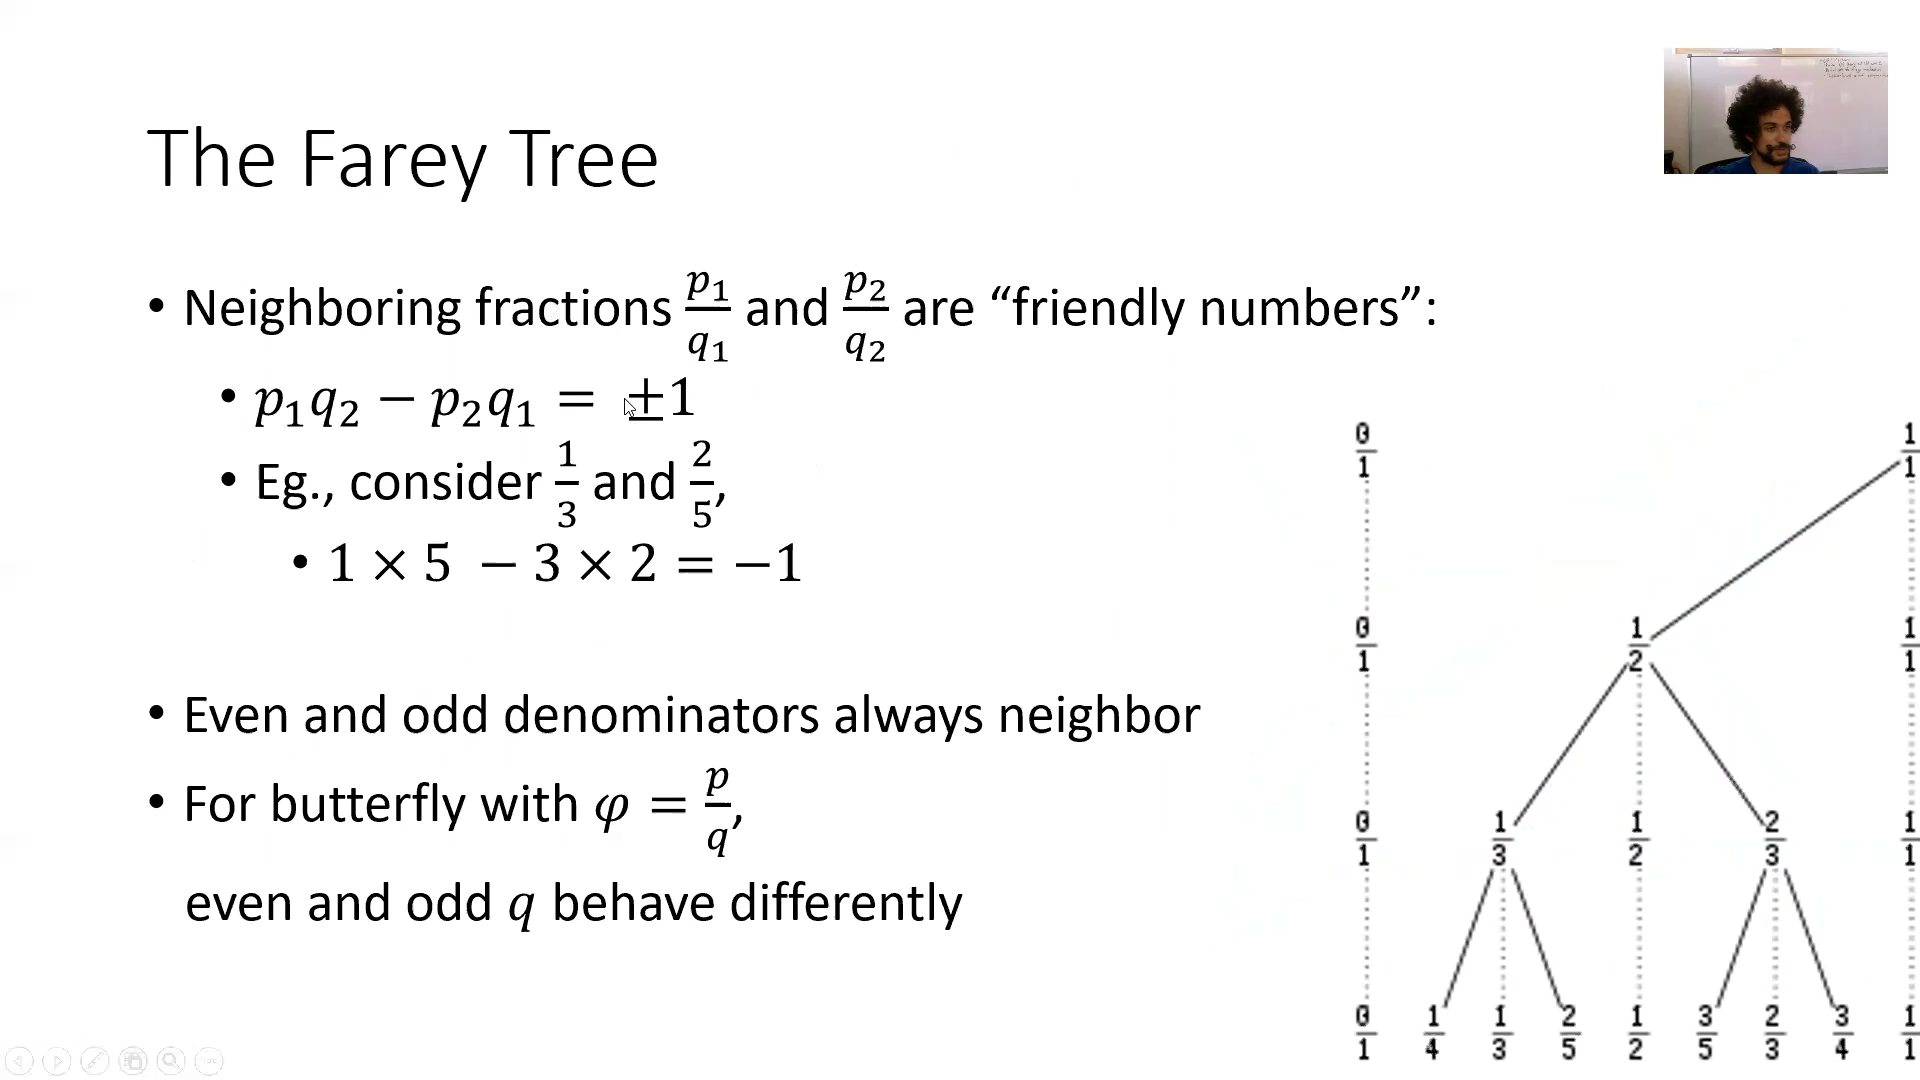 The Farey Tree
• Neighboring fractions p₁/q₁ and p₂/q₂ are “friendly numbers”:
• p₁q₂ − p₂q₁ = ±1
• Eg., consider 1/3 and 2/5,
• 1 × 5 − 3 × 2 = −1
• Even and odd denominators always neighbor
• For butterfly with φ = p/q,
even and odd q behave differently
0/1 1/1
0/1 1/2 1/1
0/1 1/3 1/2 2/3 1/1
0/1 1/4 1/3 2/5 1/2 3/5 2/3 3/4 1/1